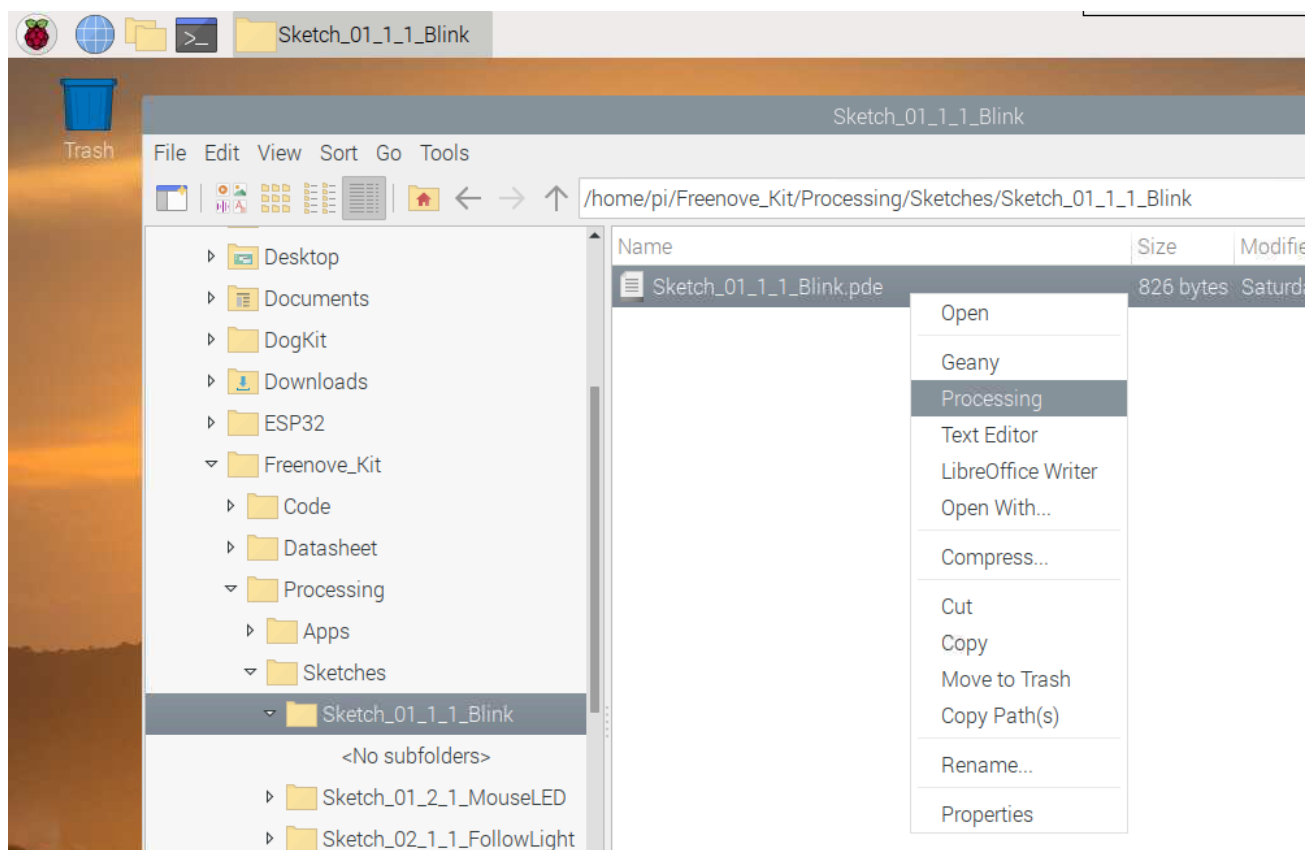 Sketch_01_1_1_Blink
Trash
Sketch_01_1_1_Blink
File Edit View Sort Go Tools
/home/pi/Freenove_Kit/Processing/Sketches/Sketch_01_1_1_Blink
Desktop
Documents
DogKit
Downloads
ESP32
Freenove_Kit
Code
Datasheet
Processing
Apps
Sketches
Sketch_01_1_1_Blink
<No subfolders>
Sketch_01_2_1_MouseLED
Sketch_02_1_1_FollowLight
Name Size Modifie
Sketch_01_1_1_Blink.pde 826 bytes Saturda
Open
Geany
Processing
Text Editor
LibreOffice Writer
Open With...
Compress...
Cut
Copy
Move to Trash
Copy Path(s)
Rename...
Properties